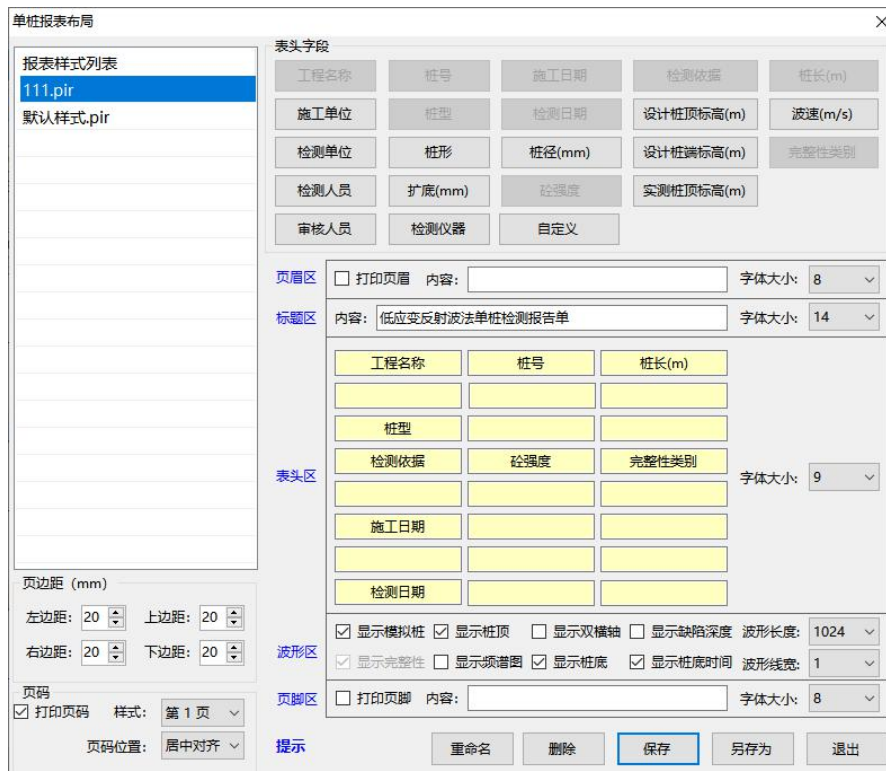 单桩报表布局
报表样式列表
111.pir
默认样式.pir
表头字段
工程名称 桩号 施工日期 检测依据 桩长(m)
施工单位 桩型 检测日期 设计桩顶标高(m) 波速(m/s)
检测单位 桩形 桩径(mm) 设计桩端标高(m) 完整性类别
检测人员 扩底(mm) 砼强度 实测桩顶标高(m)
审核人员 检测仪器 自定义
页眉区 打印页眉 内容: 字体大小: 8
标题区 内容: 低应变反射波法单桩检测报告单 字体大小: 14
工程名称 桩号 桩长(m)
桩型
检测依据 砼强度 完整性类别
表头区 字体大小: 9
施工日期
检测日期
页边距 (mm)
左边距: 20 上边距: 20
右边距: 20 下边距: 20
波形区
显示模拟桩 显示桩顶 显示双横轴 显示缺陷深度 波形长度: 1024
显示完整性 显示频谱图 显示桩底 显示桩底时间 波形线宽: 1
页码
打印页码 样式: 第 1 页
页码位置: 居中对齐
页脚区 打印页脚 内容: 字体大小: 8
提示 重命名 删除 保存 另存为 退出